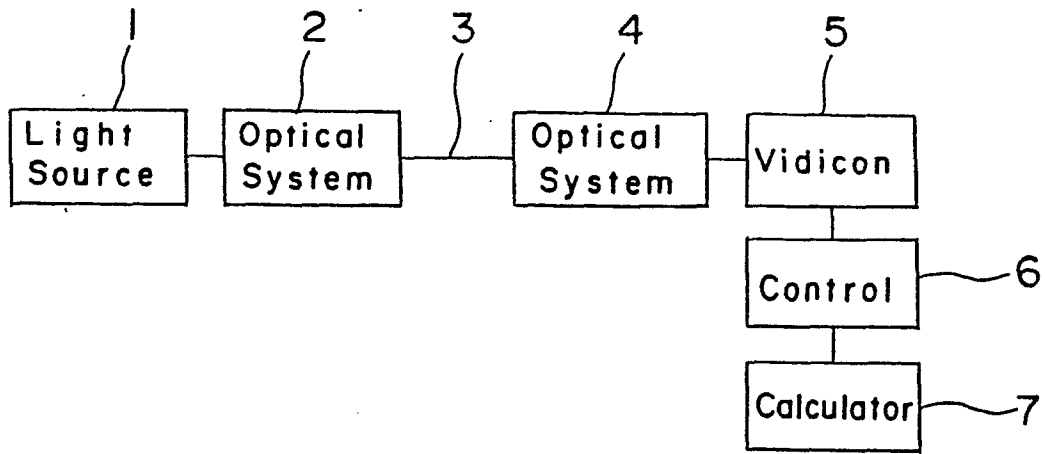 1
2
3
4
5
Light
Source
Optical
System
Optical
System
Vidicon
Control
6
Calculator
7